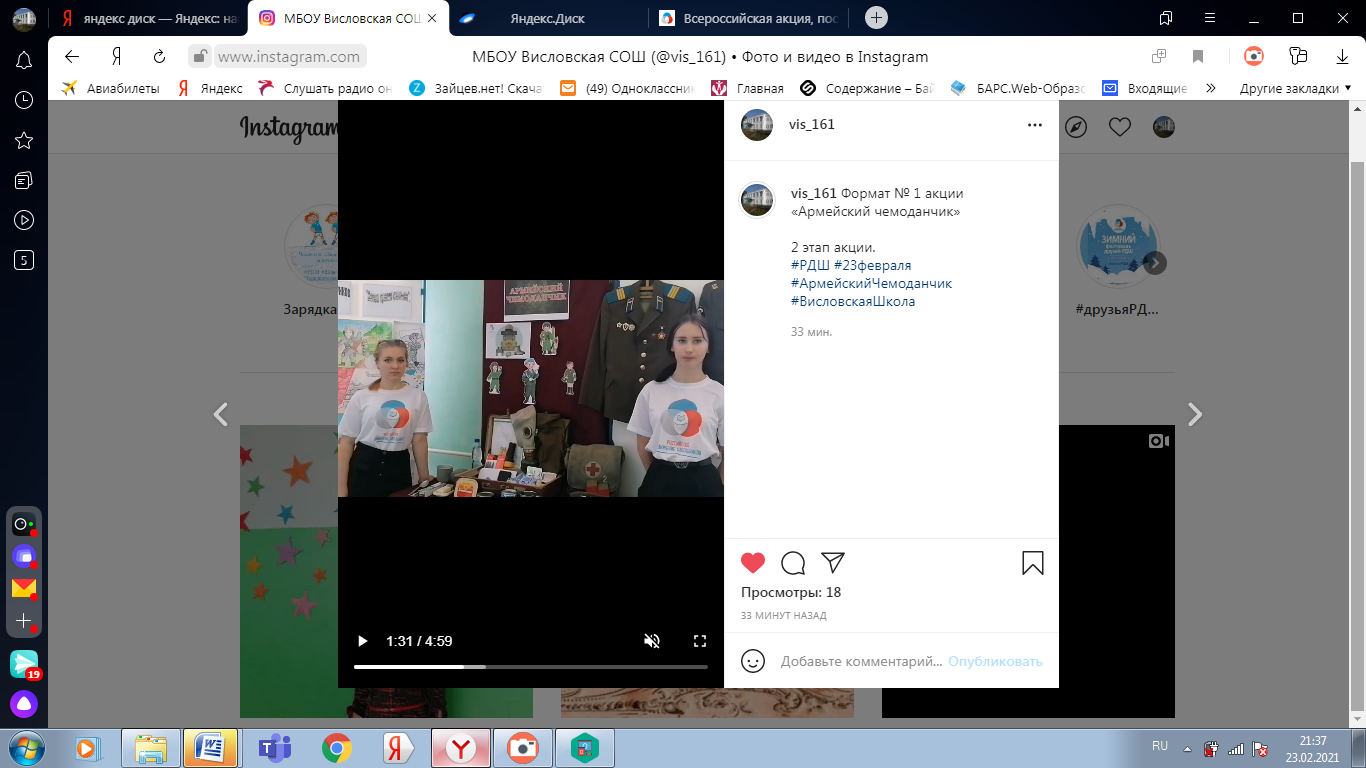 яндекс диск — Яндекс: на
МБОУ Висловская СОШ
Яндекс.Диск
Всероссийская акция, пос
Я
www.instagram.com
МБОУ Висловская СОШ (@vis_161) • Фото и видео в Instagram
Авиабилеты
Яндекс
Слушать радио он
Зайцев.нет! Скача
(49) Одноклассник
Главная
Содержание – Бай
БАРС.Web-Образо
Входящие
»
Другие закладки
5
19
Instagram
Зарядка
vis_161
vis_161 Формат № 1 акции
«Армейский чемоданчик»
2 этап акции.
#РДШ #23февраля
#АрмейскийЧемоданчик
#ВисловскаяШкола
33 мин.
ЗИМНИЙ
#друзьяРД...
АРМЕЙСКИЙ
ЧЕМОДАНЧИК
1:31 / 4:59
Просмотры: 18
33 МИНУТ НАЗАД
Добавьте комментарий...
Опубликовать
RU
21:37
23.02.2021